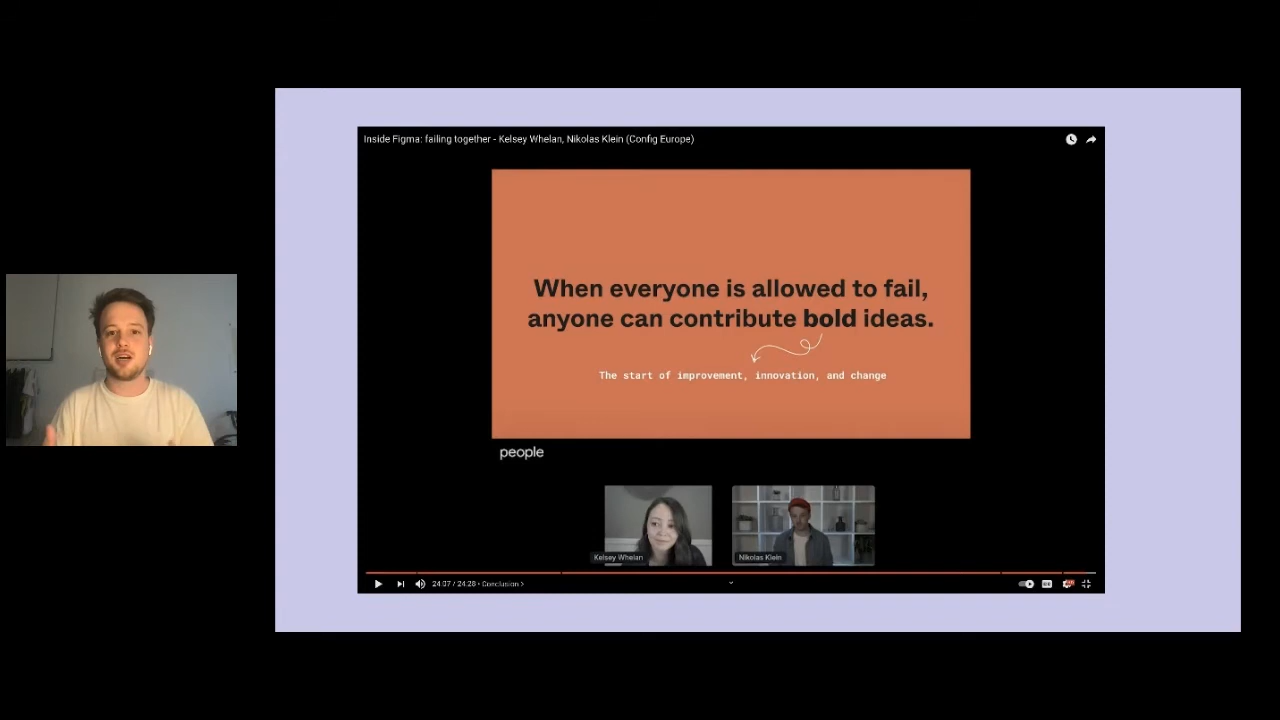 Inside Figma: failing together - Kelsey Whelan, Nikolas Klein (Config Europe)
When everyone is allowed to fail,
anyone can contribute bold ideas.
The start of improvement, innovation, and change
people
Kelsey Whelan
Nikolas Klein
24:07 / 24:28 • Conclusion >